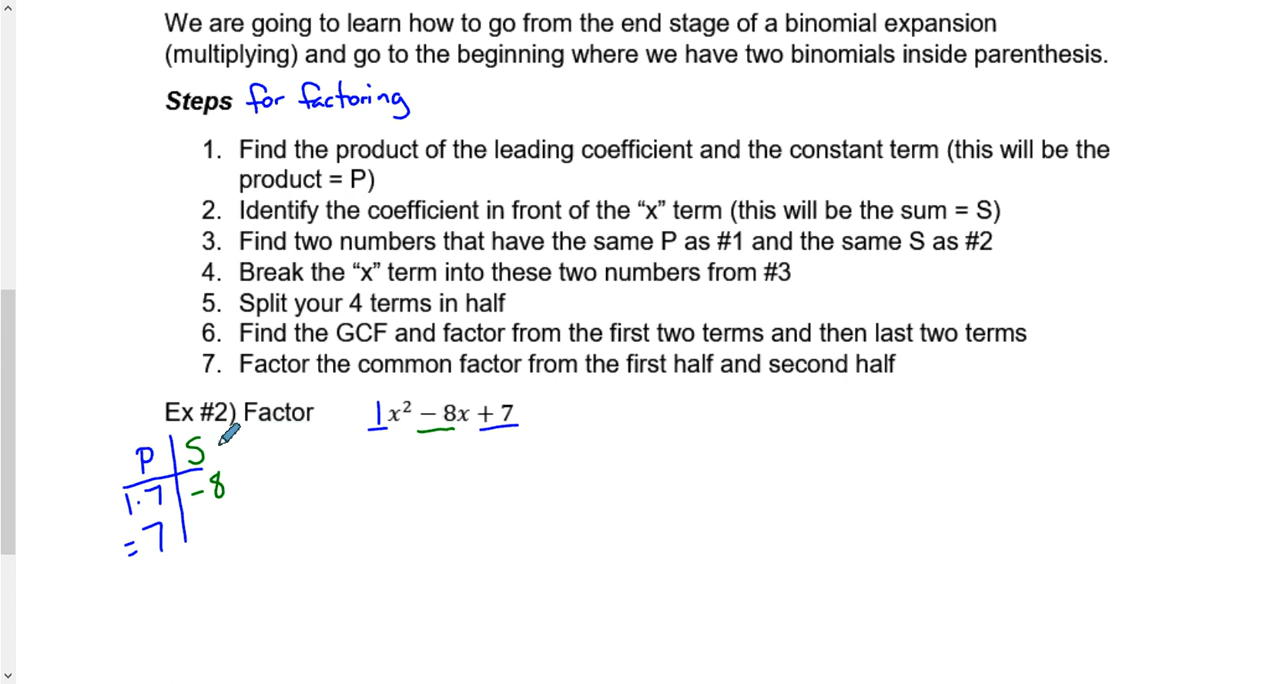 We are going to learn how to go from the end stage of a binomial expansion
(multiplying) and go to the beginning where we have two binomials inside parenthesis.
Steps for factoring
1. Find the product of the leading coefficient and the constant term (this will be the
product = P)
2. Identify the coefficient in front of the “x” term (this will be the sum = S)
3. Find two numbers that have the same P as #1 and the same S as #2
4. Break the “x” term into these two numbers from #3
5. Split your 4 terms in half
6. Find the GCF and factor from the first two terms and then last two terms
7. Factor the common factor from the first half and second half
Ex #2) Factor 1x² − 8x + 7
P | S
1·7 | -8
= 7